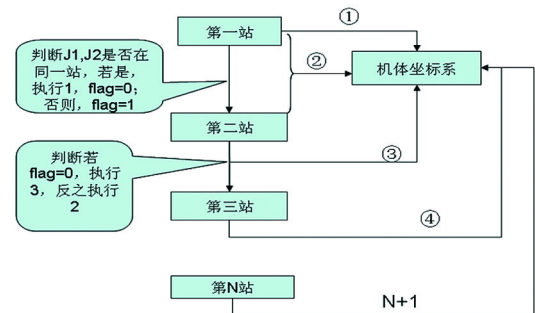 第一站
①
判断J1,J2是否在
同一站，若是，
执行1，flag=0；
否则，flag=1
②
机体坐标系
第二站
判断若
flag=0，执行
3，反之执行
2
③
第三站
④
第N站
N+1